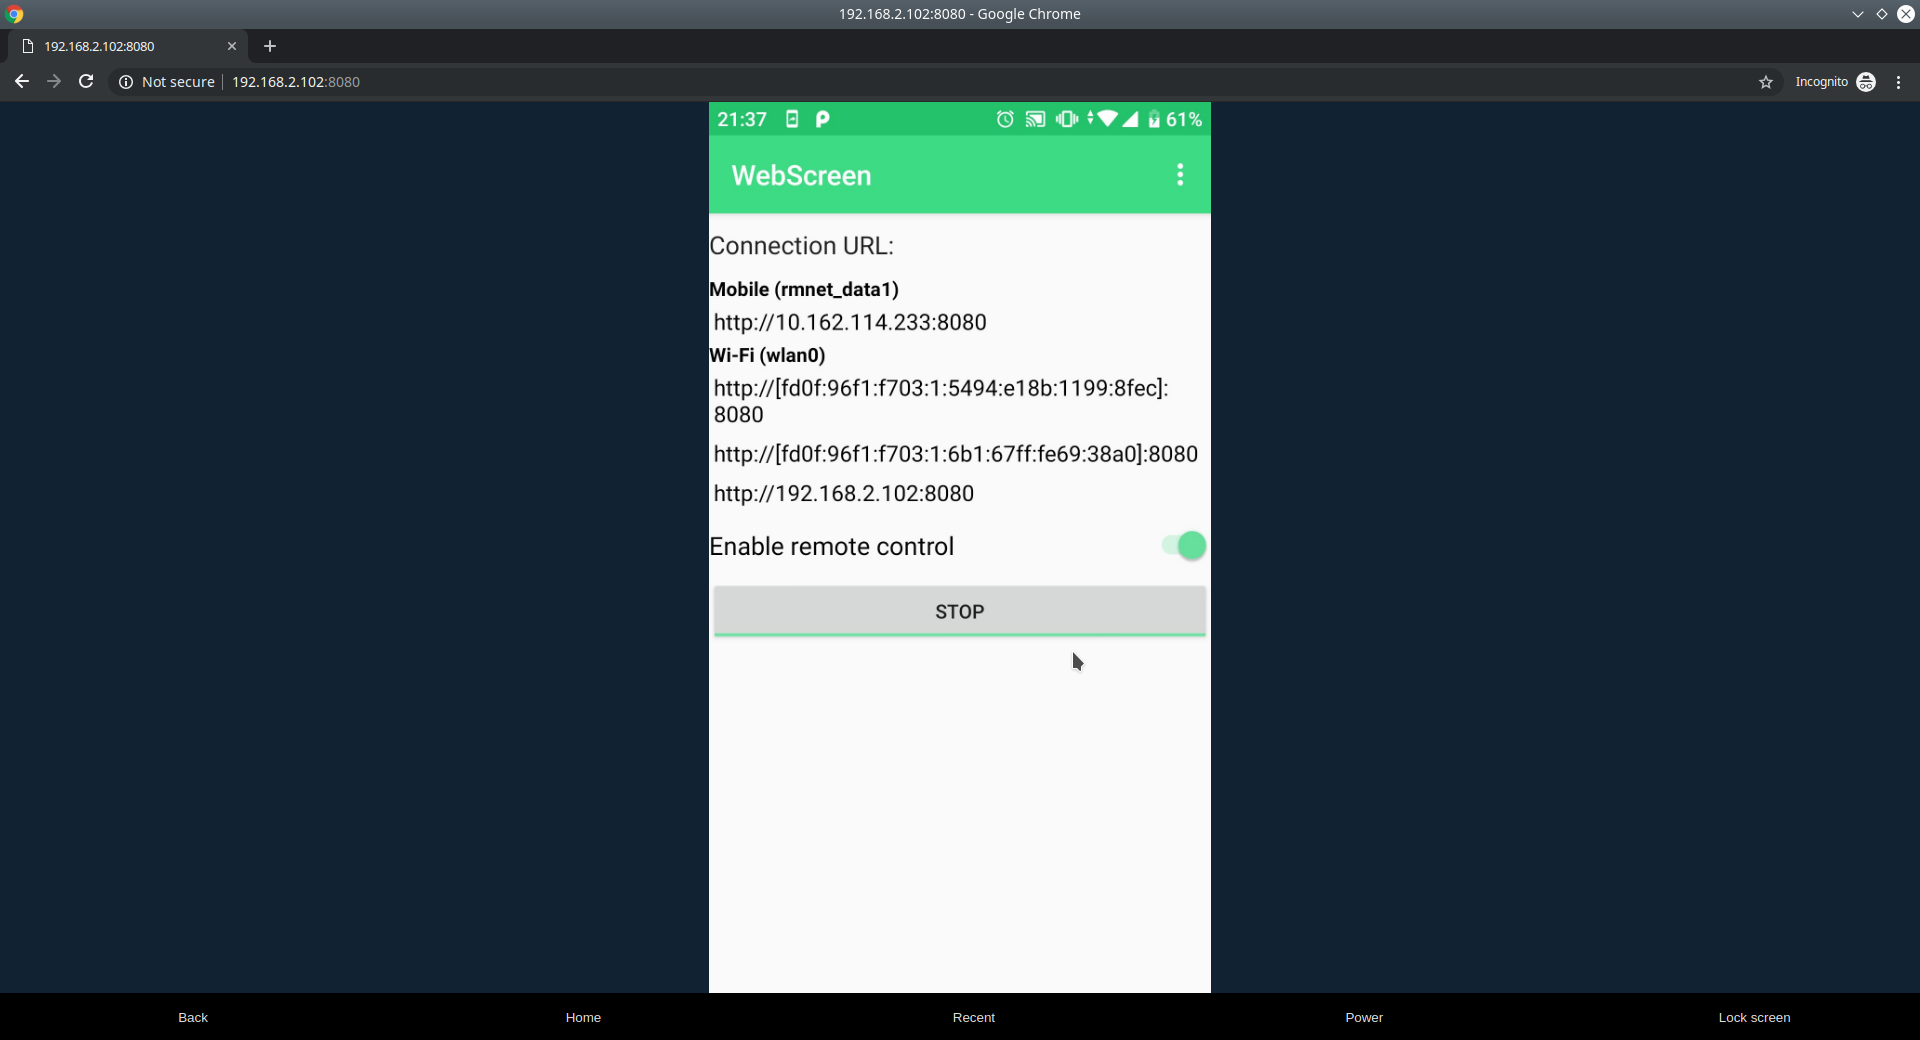 192.168.2.102:8080 - Google Chrome
192.168.2.102:8080
Not secure 192.168.2.102:8080 Incognito
21:37 61%
WebScreen
Connection URL:
Mobile (rmnet_data1)
http://10.162.114.233:8080
Wi-Fi (wlan0)
http://[fd0f:96f1:f703:1:5494:e18b:1199:8fec]:
8080
http://[fd0f:96f1:f703:1:6b1:67ff:fe69:38a0]:8080
http://192.168.2.102:8080
Enable remote control
STOP
Back Home Recent Power Lock screen